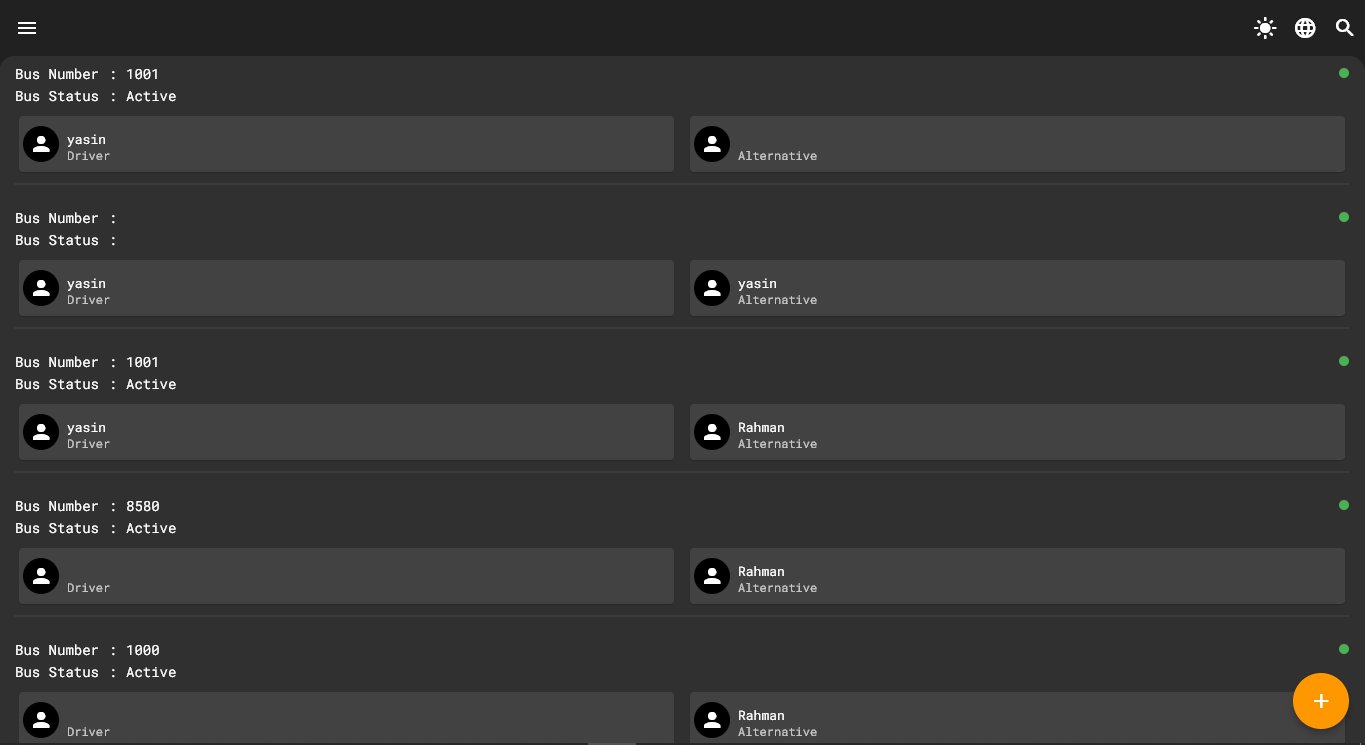 Bus Number : 1001
Bus Status : Active
yasin
Driver
Alternative
Bus Number :
Bus Status :
yasin
Driver
yasin
Alternative
Bus Number : 1001
Bus Status : Active
yasin
Driver
Rahman
Alternative
Bus Number : 8580
Bus Status : Active
Driver
Rahman
Alternative
Bus Number : 1000
Bus Status : Active
Driver
Rahman
Alternative